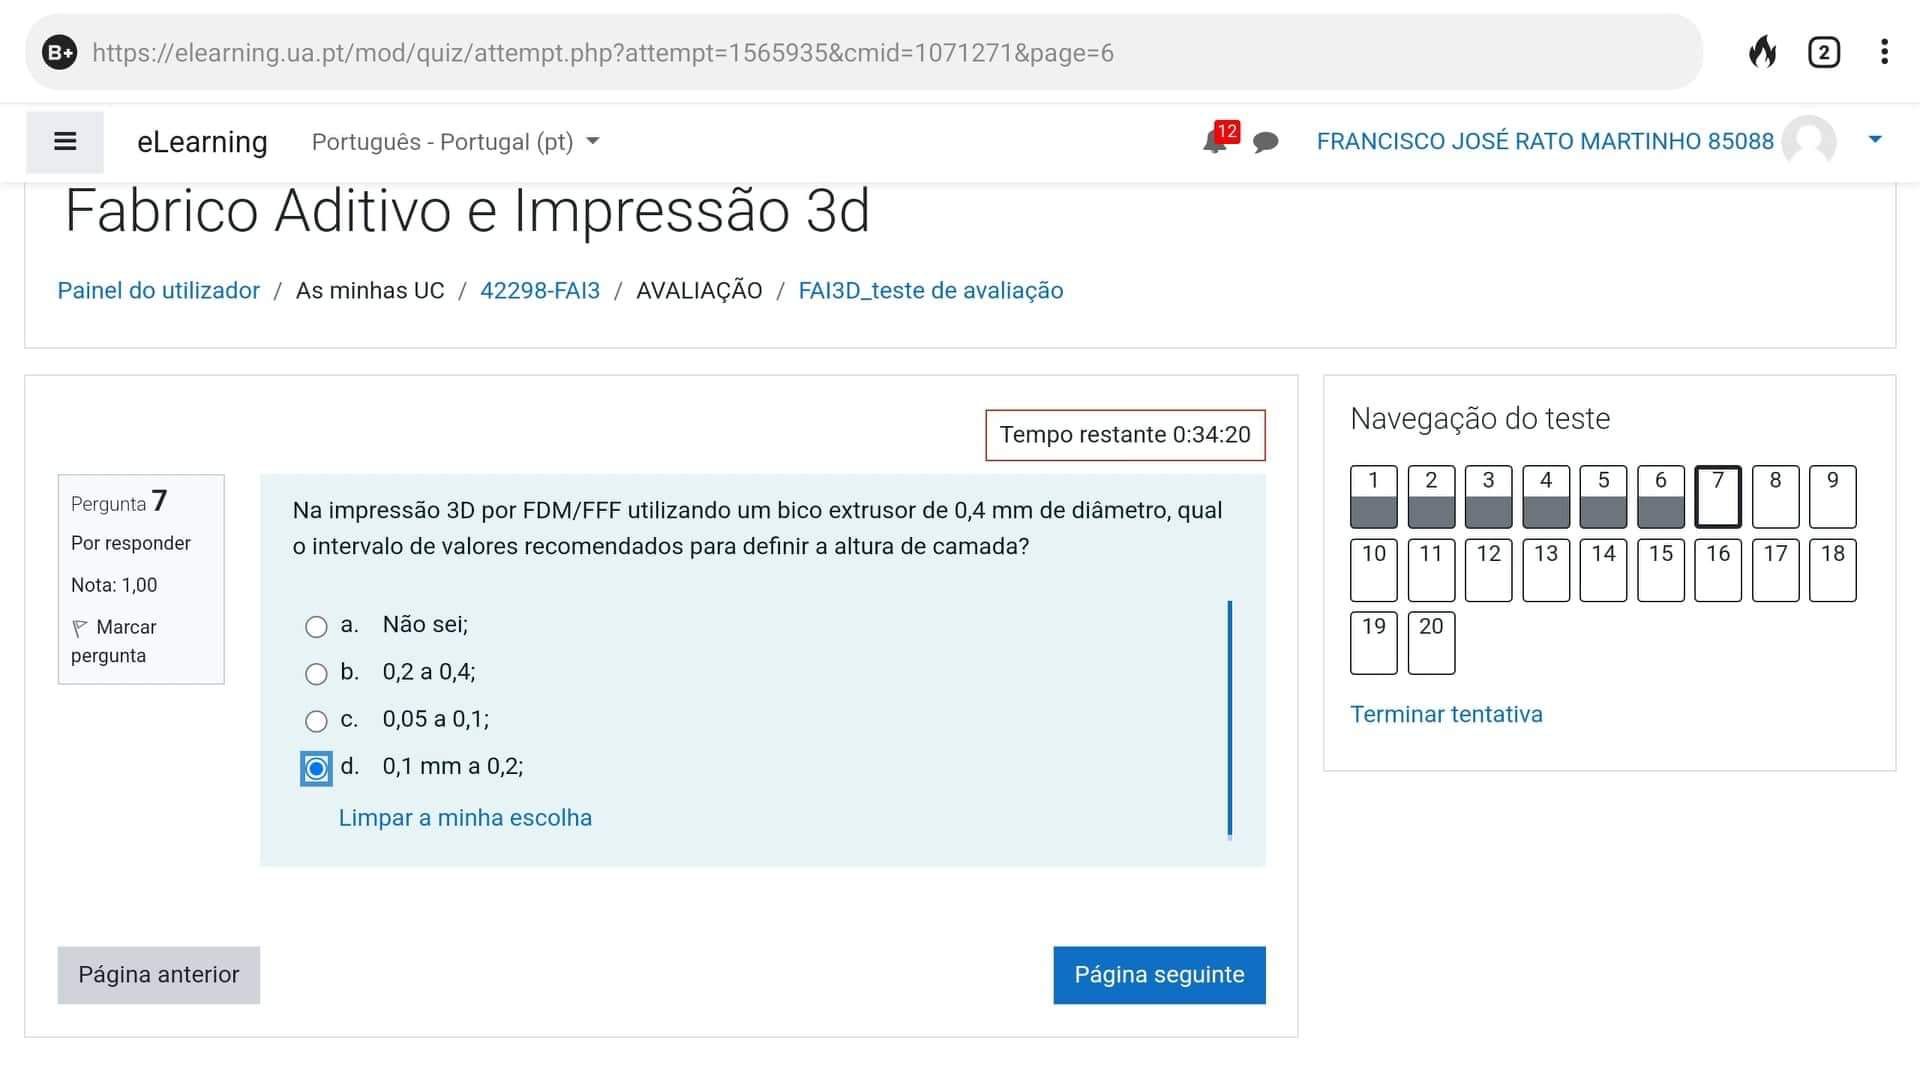 B+ https://elearning.ua.pt/mod/quiz/attempt.php?attempt=1565935&cmid=1071271&page=6 2
eLearning Português - Portugal (pt) 12 FRANCISCO JOSÉ RATO MARTINHO 85088
Fabrico Aditivo e Impressão 3d
Painel do utilizador / As minhas UC / 42298-FAI3 / AVALIAÇÃO / FAI3D_teste de avaliação
Tempo restante 0:34:20
Pergunta 7
Por responder
Nota: 1,00
Marcar
pergunta
Na impressão 3D por FDM/FFF utilizando um bico extrusor de 0,4 mm de diâmetro, qual
o intervalo de valores recomendados para definir a altura de camada?
a. Não sei;
b. 0,2 a 0,4;
c. 0,05 a 0,1;
d. 0,1 mm a 0,2;
Limpar a minha escolha
Página anterior
Página seguinte
Navegação do teste
1 2 3 4 5 6 7 8 9
10 11 12 13 14 15 16 17 18
19 20
Terminar tentativa